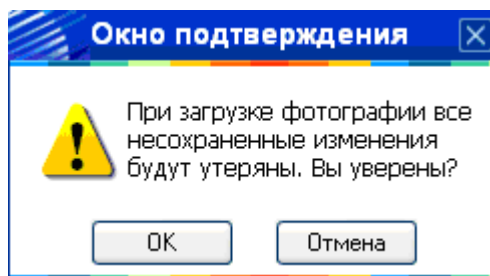 Окно подтверждения
При загрузке фотографии все
несохраненные изменения
будут утеряны. Вы уверены?
OK
Отмена